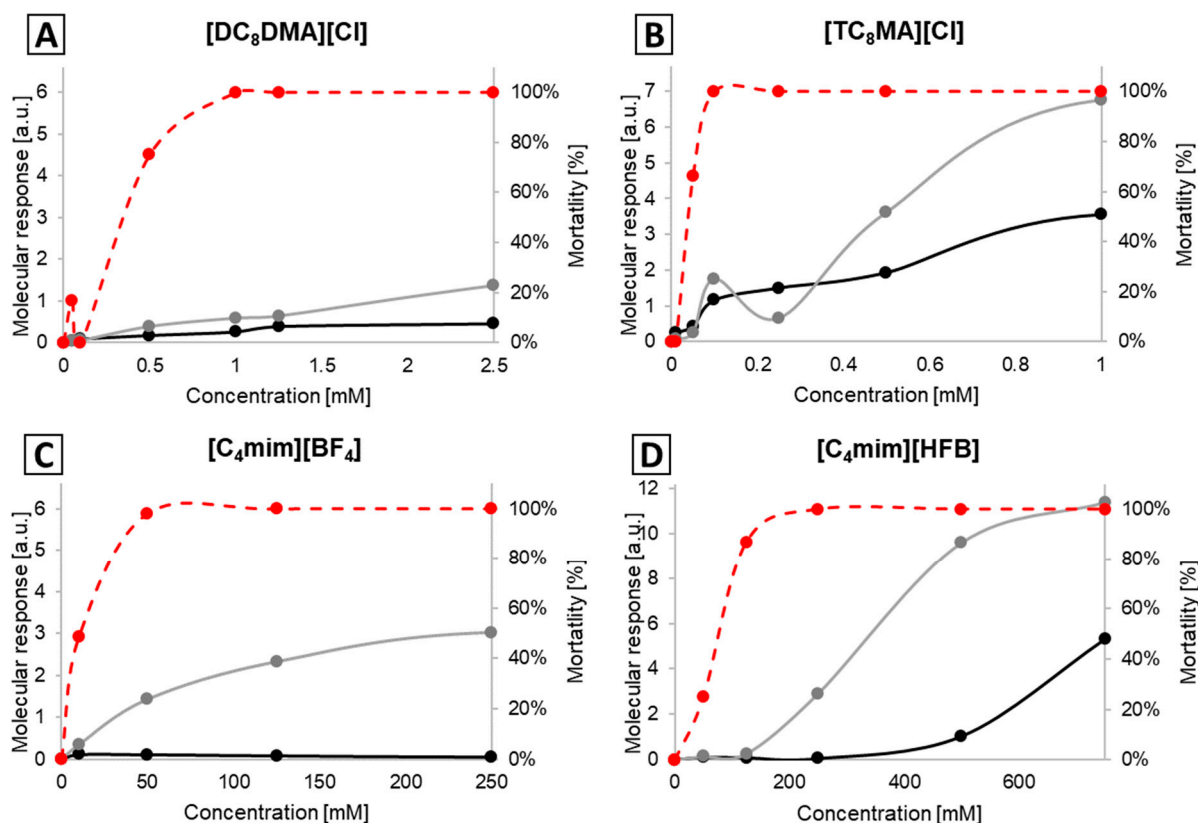 A
[DC₈DMA][Cl]
Molecular response [a.u.]
6
5
4
3
2
1
0
0 0.5 1 1.5 2 2.5
Concentration [mM]
100%
80%
60%
40%
20%
0%
Mortatlity [%]
B
[TC₈MA][Cl]
Molecular response [a.u.]
7
6
5
4
3
2
1
0
0 0.2 0.4 0.6 0.8 1
Concentration [mM]
100%
80%
60%
40%
20%
0%
Mortatlity [%]
C
[C₄mim][BF₄]
Molecular response [a.u.]
6
5
4
3
2
1
0
0 50 100 150 200 250
Concentration [mM]
100%
80%
60%
40%
20%
0%
Mortatlity [%]
D
[C₄mim][HFB]
Molecular response [a.u.]
12
10
8
6
4
2
0
0 200 400 600
Concentration [mM]
100%
80%
60%
40%
20%
0%
Mortatlity [%]